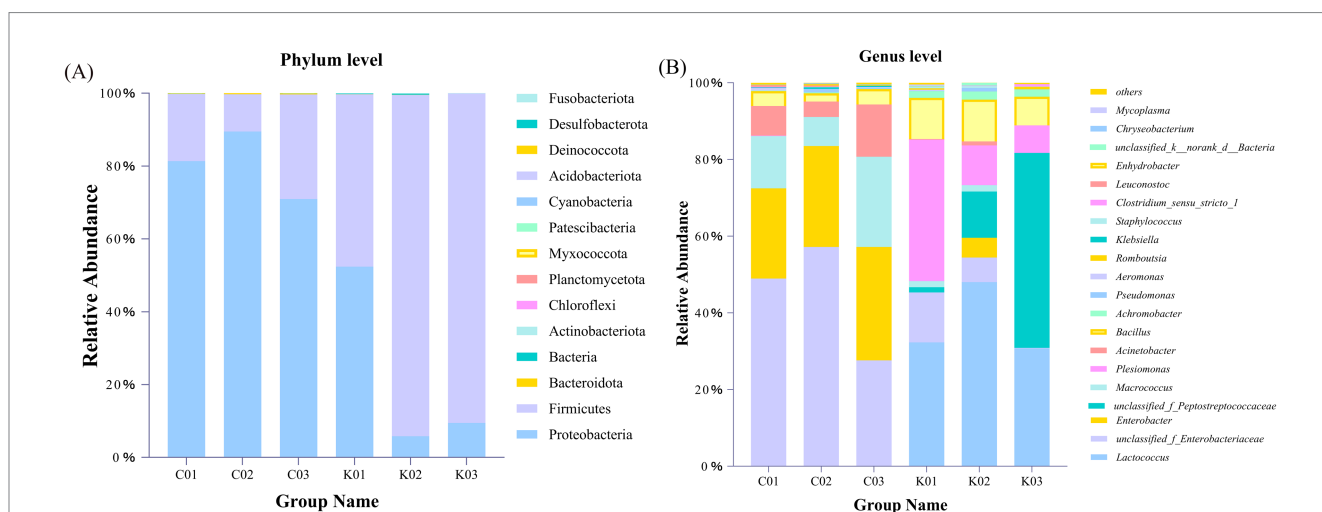 (A)
Phylum level
100%
80%
60%
40%
20%
0%
Relative Abundance
C01 C02 C03 K01 K02 K03
Group Name
Fusobacteriota
Desulfobacterota
Deinococcota
Acidobacteriota
Cyanobacteria
Patescibacteria
Myxococcota
Planctomycetota
Chloroflexi
Actinobacteriota
Bacteria
Bacteroidota
Firmicutes
Proteobacteria
(B)
Genus level
100%
80%
60%
40%
20%
0%
Relative Abundance
C01 C02 C03 K01 K02 K03
Group Name
others
Mycoplasma
Chryseobacterium
unclassified_k__norank_d__Bacteria
Enhydrobacter
Leuconostoc
Clostridium_sensu_stricto_1
Staphylococcus
Klebsiella
Romboutsia
Aeromonas
Pseudomonas
Achromobacter
Bacillus
Acinetobacter
Plesiomonas
Macrococcus
unclassified_f_Peptostreptococcaceae
Enterobacter
unclassified_f_Enterobacteriaceae
Lactococcus